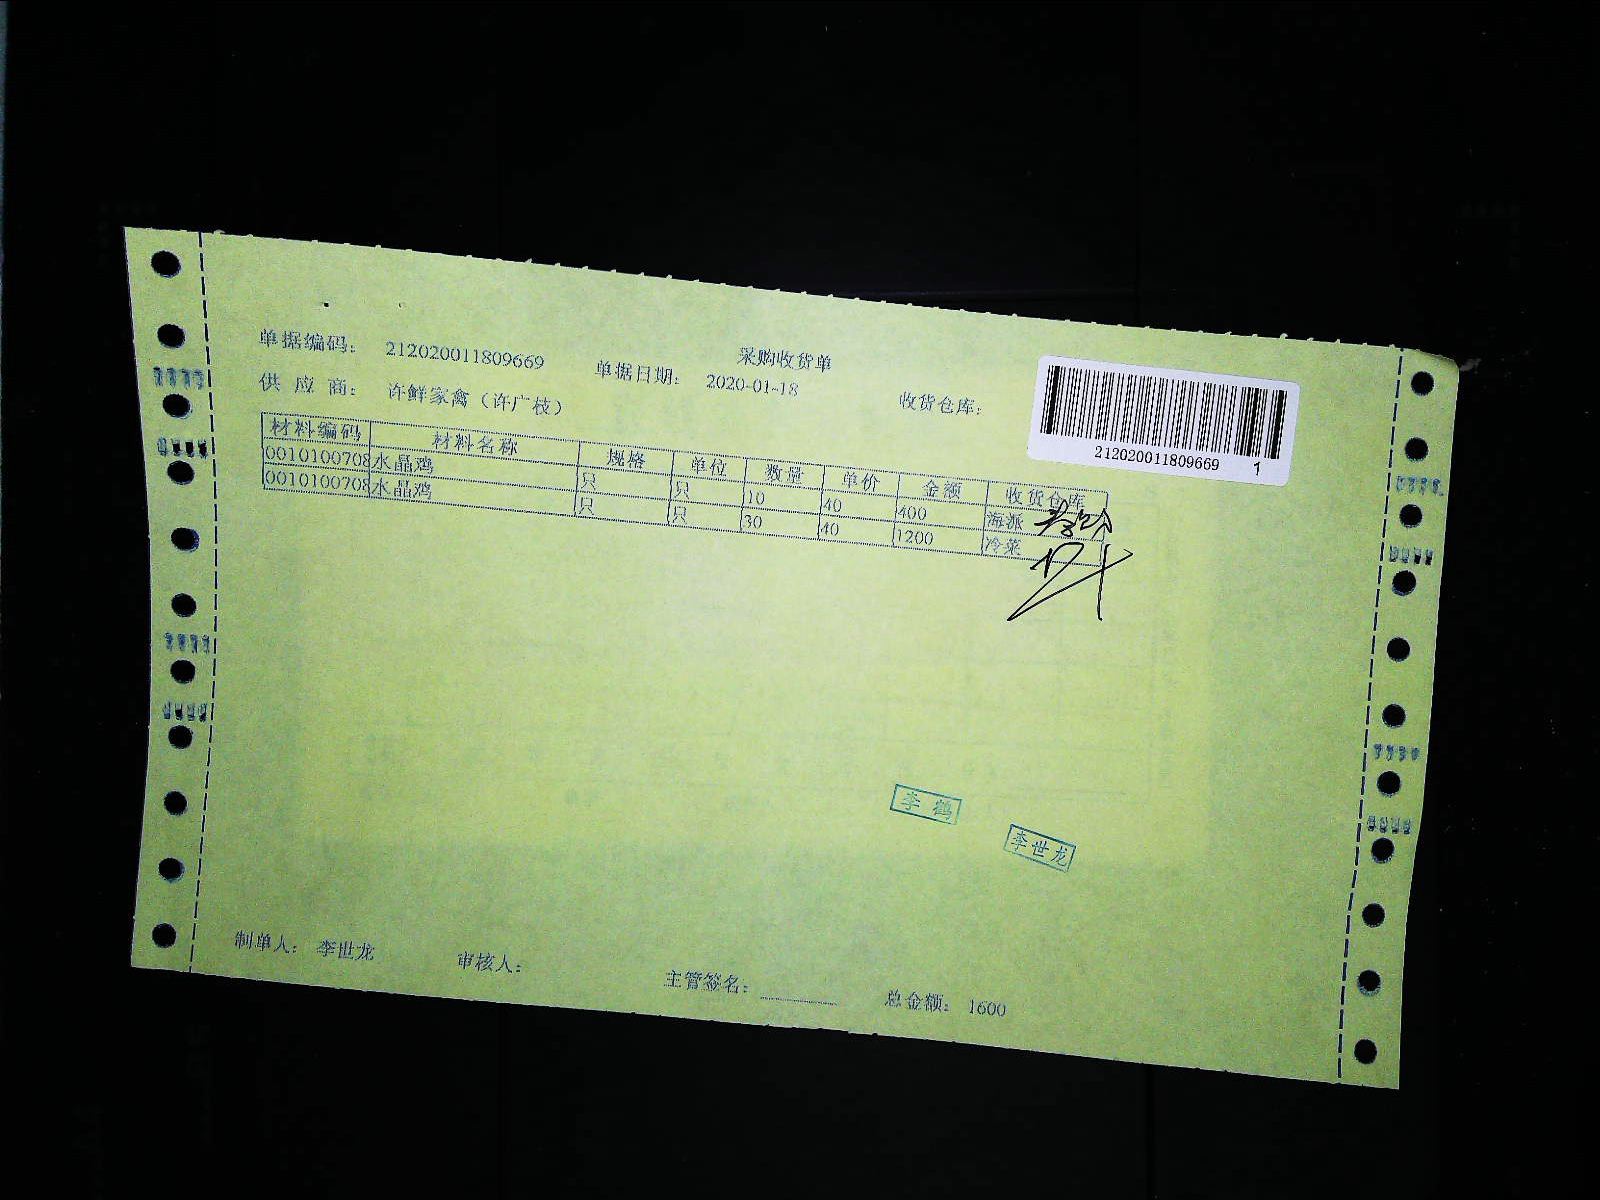 采购收货单
单据编码： 212020011809669 单据日期： 2020-01-18 收货仓库：
供 应 商： 许鲜家禽（许广枝）
212020011809669 1
材料编码 材料名称 规格 单位 数量 单价 金额 收货仓库
0010100708 水晶鸡 只 只 10 40 400 海派
0010100708 水晶鸡 只 只 30 40 1200 冷菜
李 鹤
李世龙
制单人： 李世龙 审核人： 主管签名： 总金额： 1600